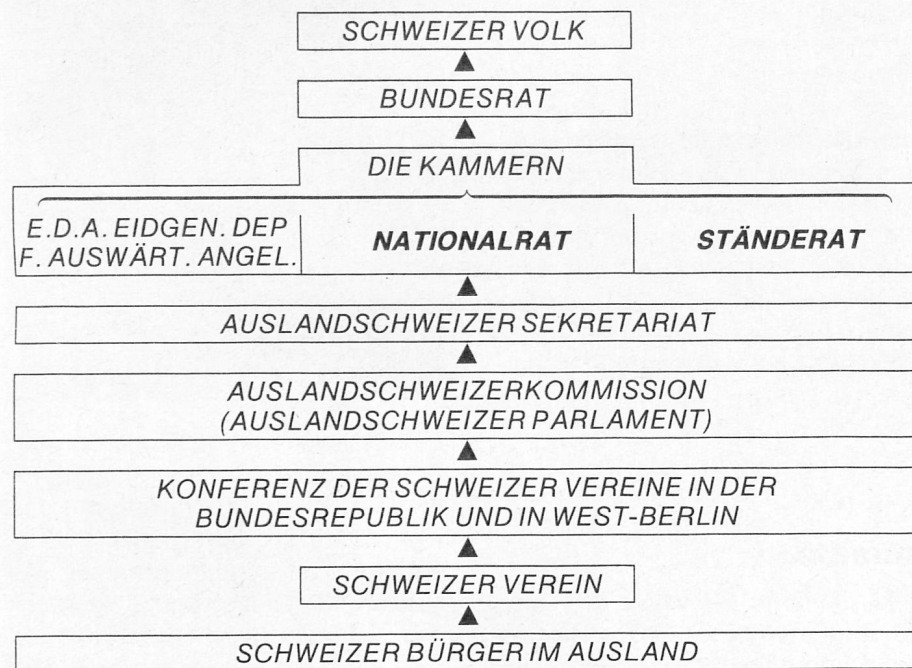 SCHWEIZER VOLK
BUNDESRAT
DIE KAMMERN
E.D.A. EIDGEN. DEP
F. AUSWÄRT. ANGEL.
NATIONALRAT
STÄNDERAT
AUSLANDSCHWEIZER SEKRETARIAT
AUSLANDSCHWEIZERKOMMISSION
(AUSLANDSCHWEIZER PARLAMENT)
KONFERENZ DER SCHWEIZER VEREINE IN DER
BUNDESREPUBLIK UND IN WEST-BERLIN
SCHWEIZER VEREIN
SCHWEIZER BÜRGER IM AUSLAND